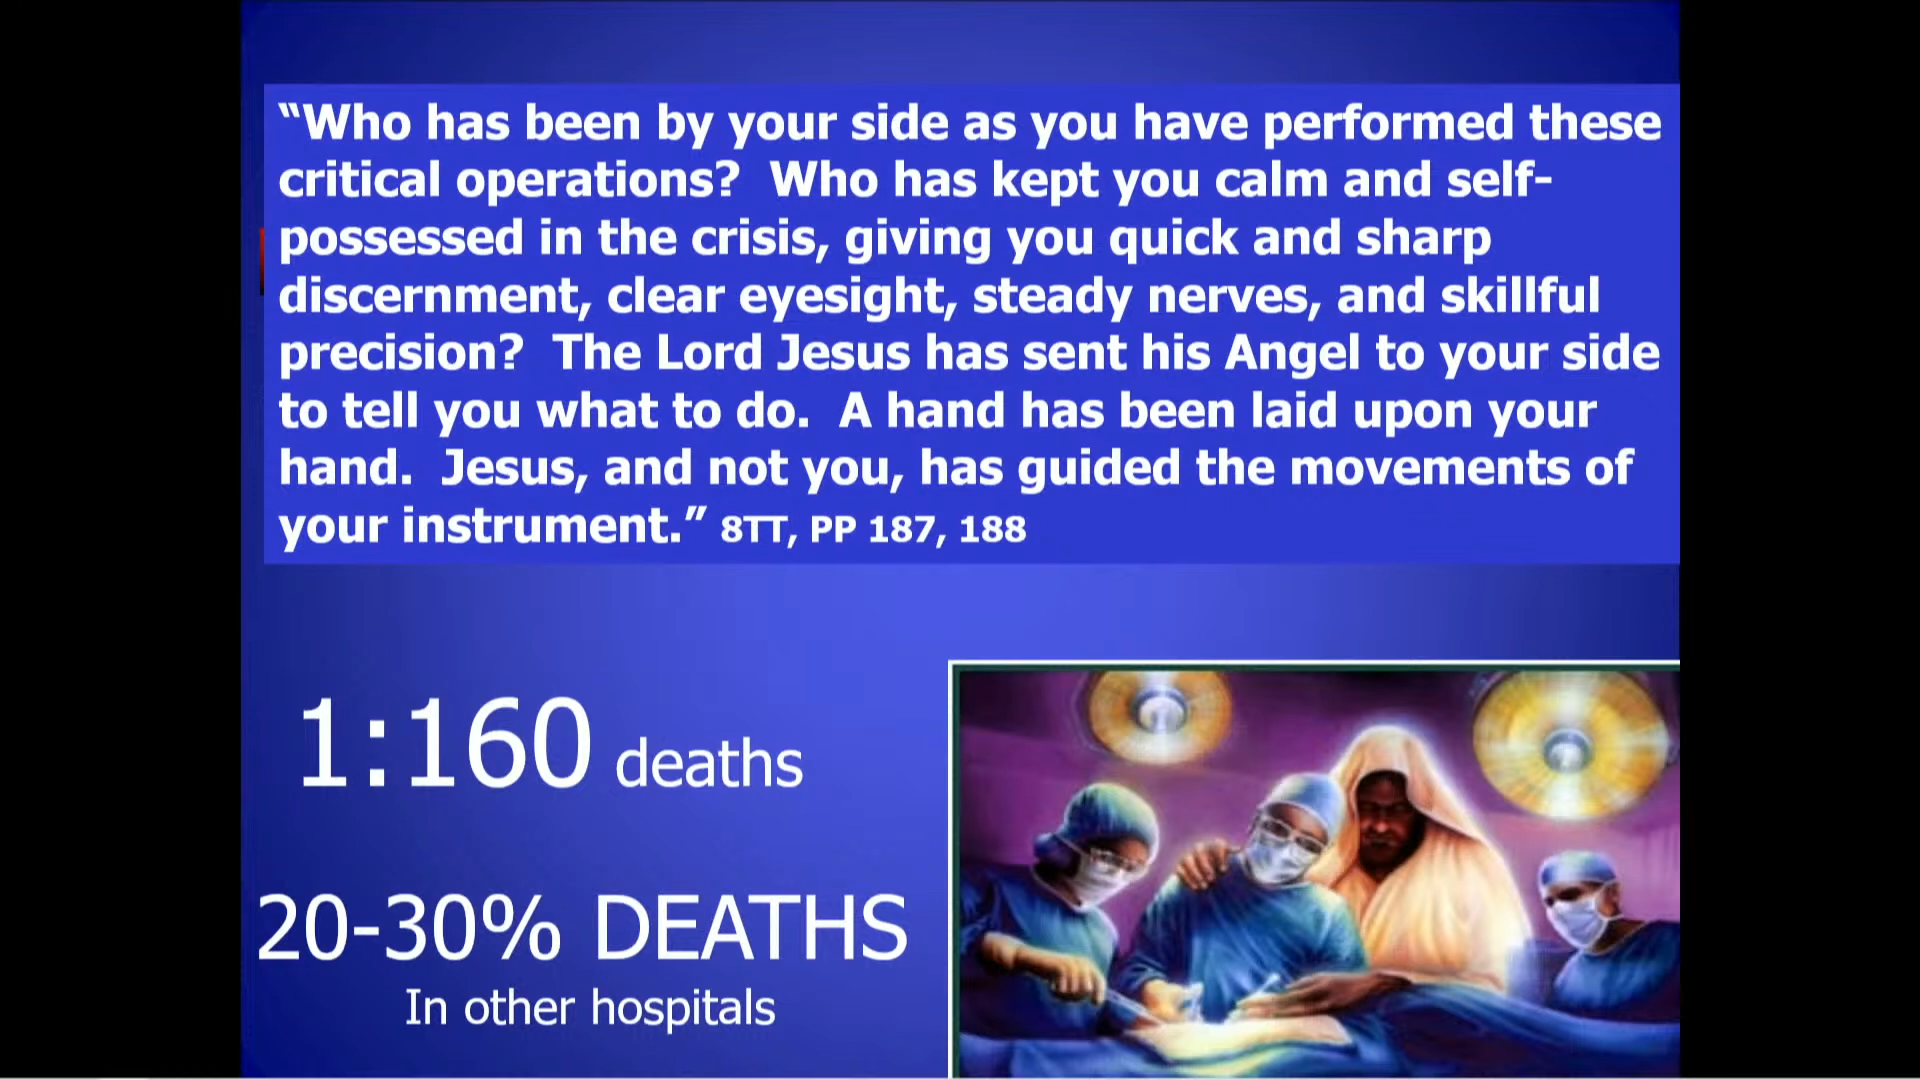 “Who has been by your side as you have performed these
critical operations?  Who has kept you calm and self-
possessed in the crisis, giving you quick and sharp
discernment, clear eyesight, steady nerves, and skillful
precision?  The Lord Jesus has sent his Angel to your side
to tell you what to do.  A hand has been laid upon your
hand.  Jesus, and not you, has guided the movements of
your instrument.” 8TT, PP 187, 188
1:160 deaths
20-30% DEATHS
In other hospitals